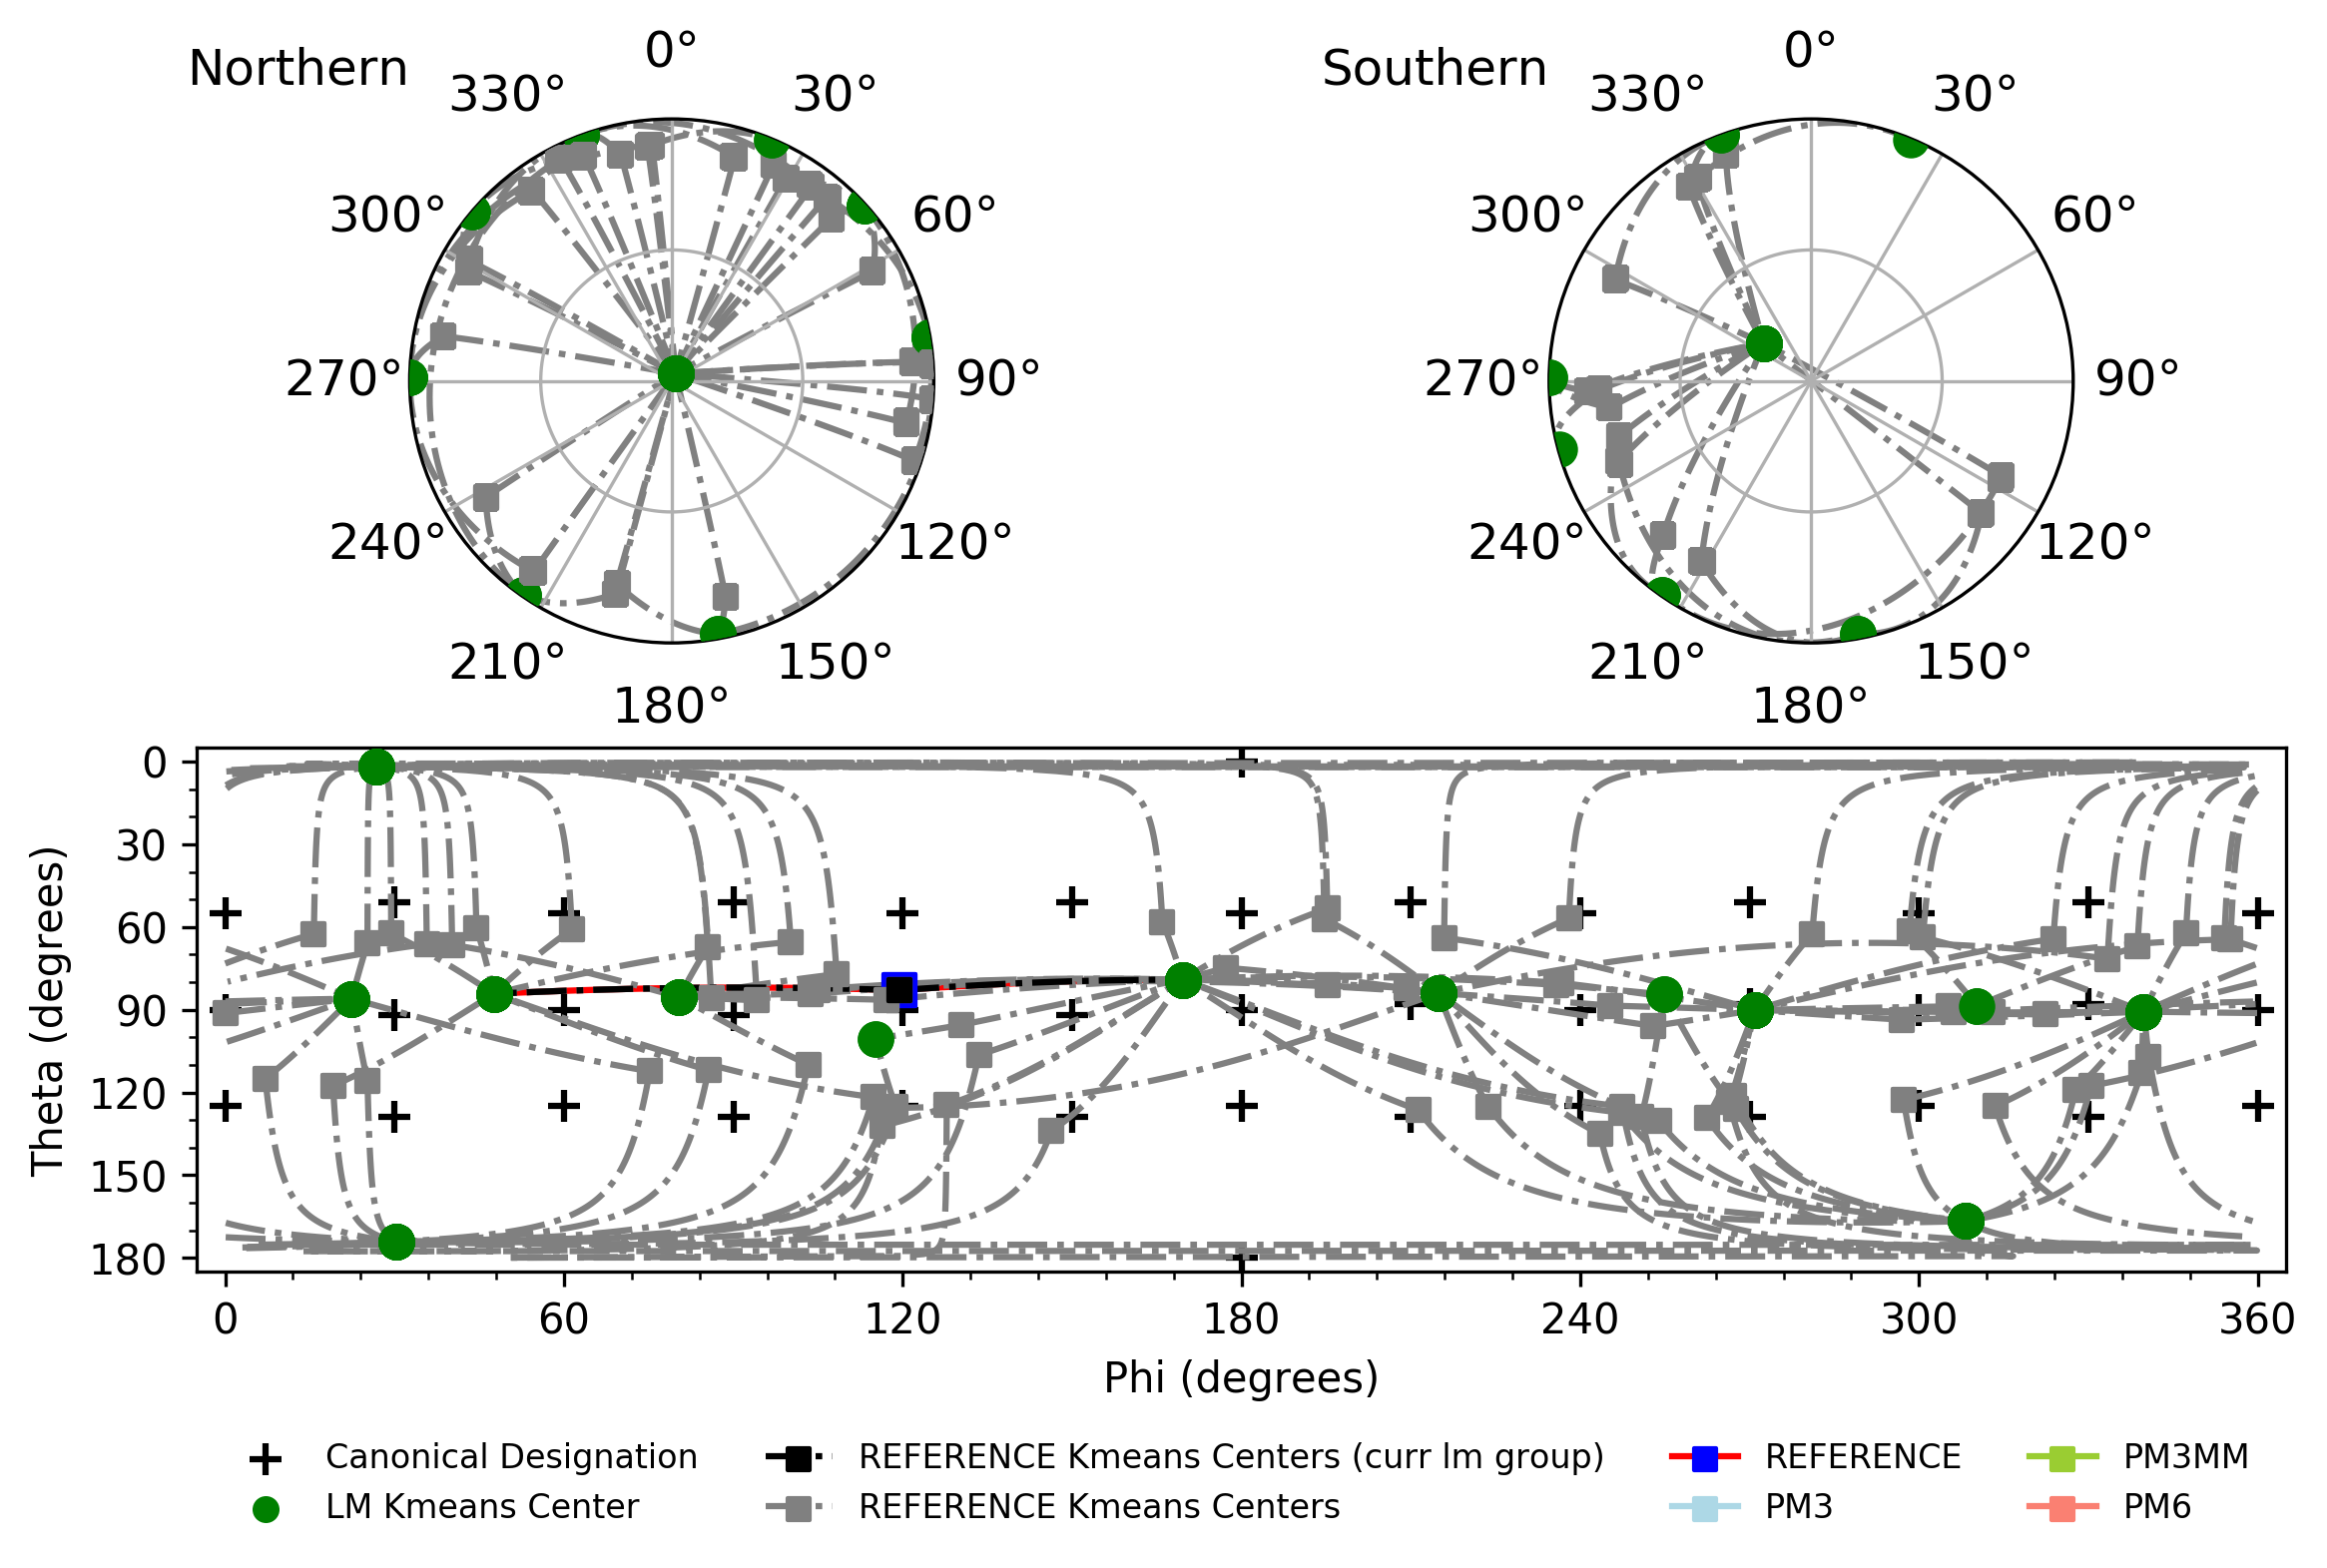 Northern
0°
30°
60°
90°
120°
150°
180°
210°
240°
270°
300°
330°
Southern
0°
30°
60°
90°
120°
150°
180°
210°
240°
270°
300°
330°
Theta (degrees)
0
30
60
90
120
150
180
0 60 120 180 240 300 360
Phi (degrees)
Canonical Designation
LM Kmeans Center
REFERENCE Kmeans Centers (curr lm group)
REFERENCE Kmeans Centers
REFERENCE
PM3
PM3MM
PM6